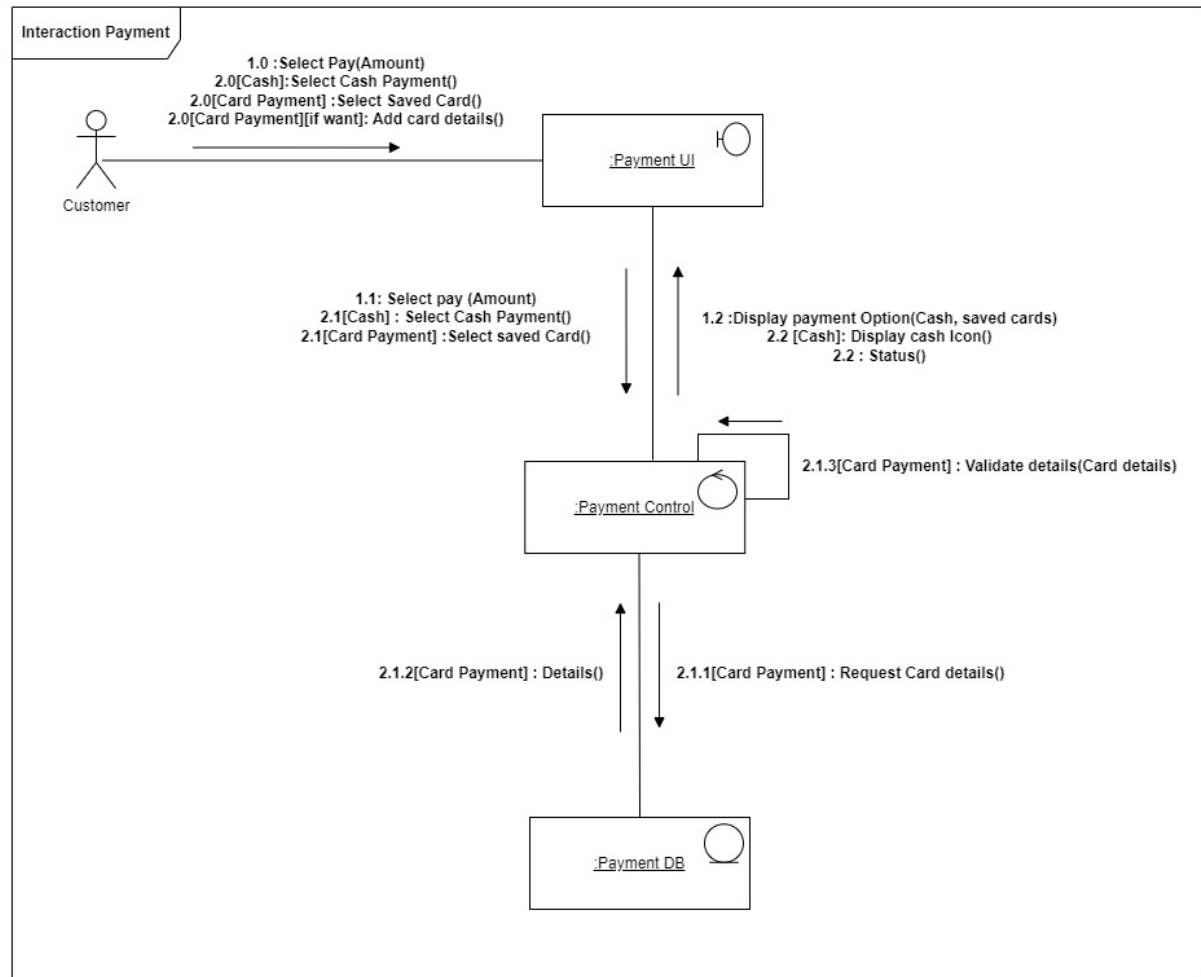 Interaction Payment
1.0 :Select Pay(Amount)
2.0[Cash]:Select Cash Payment()
2.0[Card Payment] :Select Saved Card()
2.0[Card Payment][if want]: Add card details()
:Payment UI
Customer
1.1: Select pay (Amount)
2.1[Cash] : Select Cash Payment()
2.1[Card Payment] :Select saved Card()
1.2 :Display payment Option(Cash, saved cards)
2.2 [Cash]: Display cash Icon()
2.2 : Status()
2.1.3[Card Payment] : Validate details(Card details)
:Payment Control
2.1.2[Card Payment] : Details()
2.1.1[Card Payment] : Request Card details()
:Payment DB